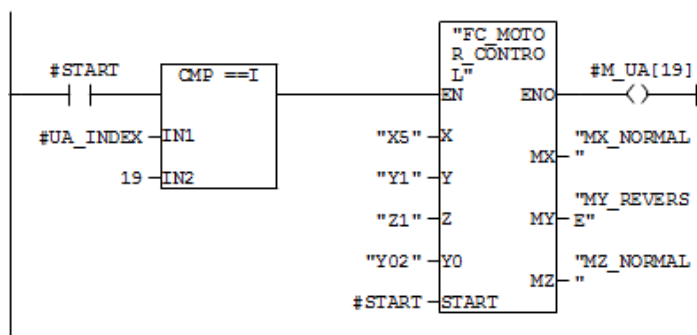 "FC_MOTO
R_CONTRO
L"
#START
CMP ==I
#M_UA[19]
EN
ENO
#UA_INDEX
IN1
"X5"
X
"MX_NORMAL
MX
"
19
IN2
"Y1"
Y
"MY_REVERS
"Z1"
Z
MY
E"
"MZ_NORMAL
"Y02"
Y0
MZ
"
#START
START